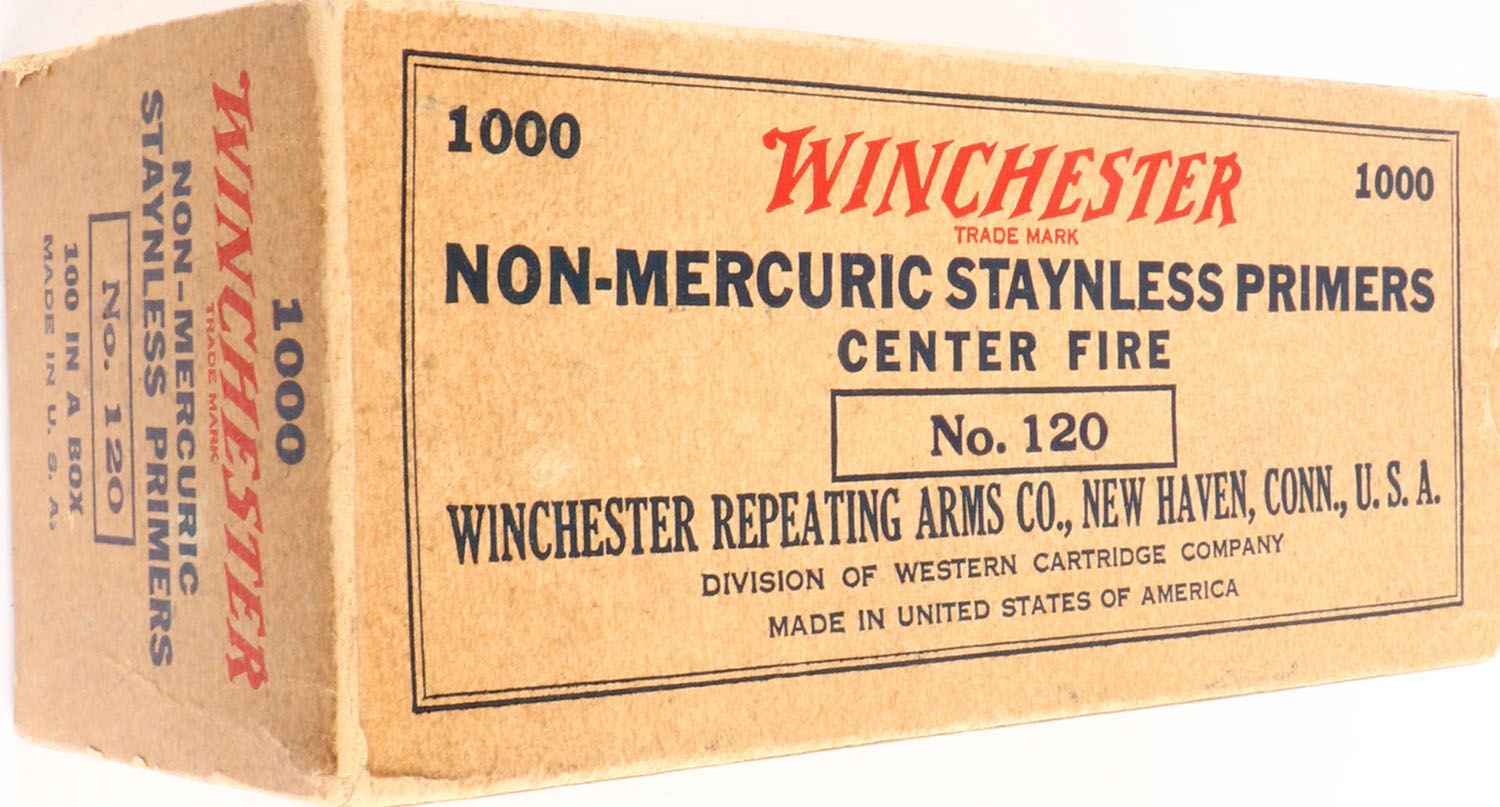 1000
WINCHESTER
TRADE MARK
NON-MERCURIC
STAYNLESS PRIMERS
No. 120
100 IN A BOX
MADE IN U. S. A.
1000 1000
WINCHESTER
TRADE MARK
NON-MERCURIC STAYNLESS PRIMERS
CENTER FIRE
No. 120
WINCHESTER REPEATING ARMS CO., NEW HAVEN, CONN., U. S. A.
DIVISION OF WESTERN CARTRIDGE COMPANY
MADE IN UNITED STATES OF AMERICA